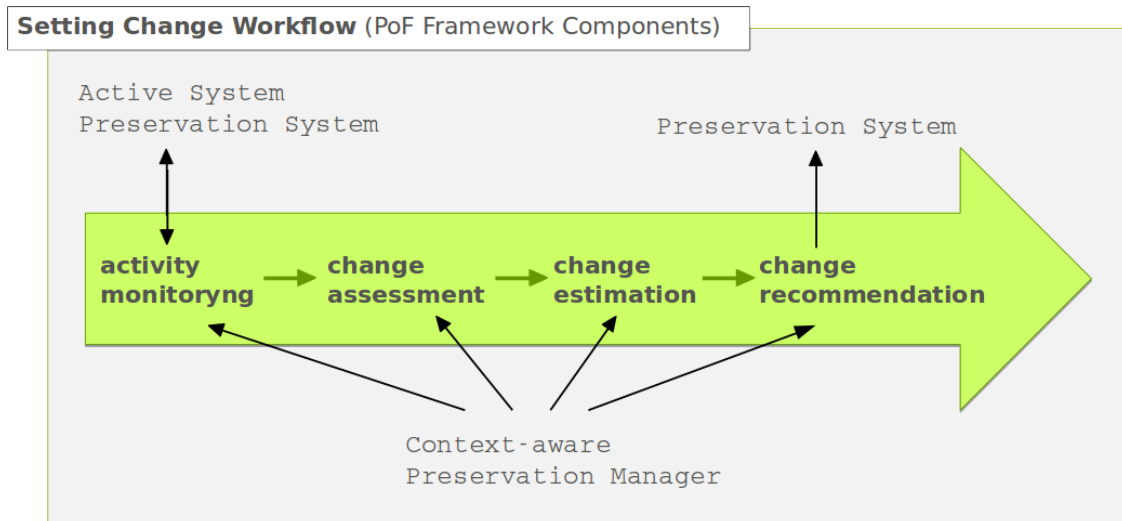 Setting Change Workflow (PoF Framework Components)
Active System
Preservation System
Preservation System
activity
monitoryng
change
assessment
change
estimation
change
recommendation
Context-aware
Preservation Manager